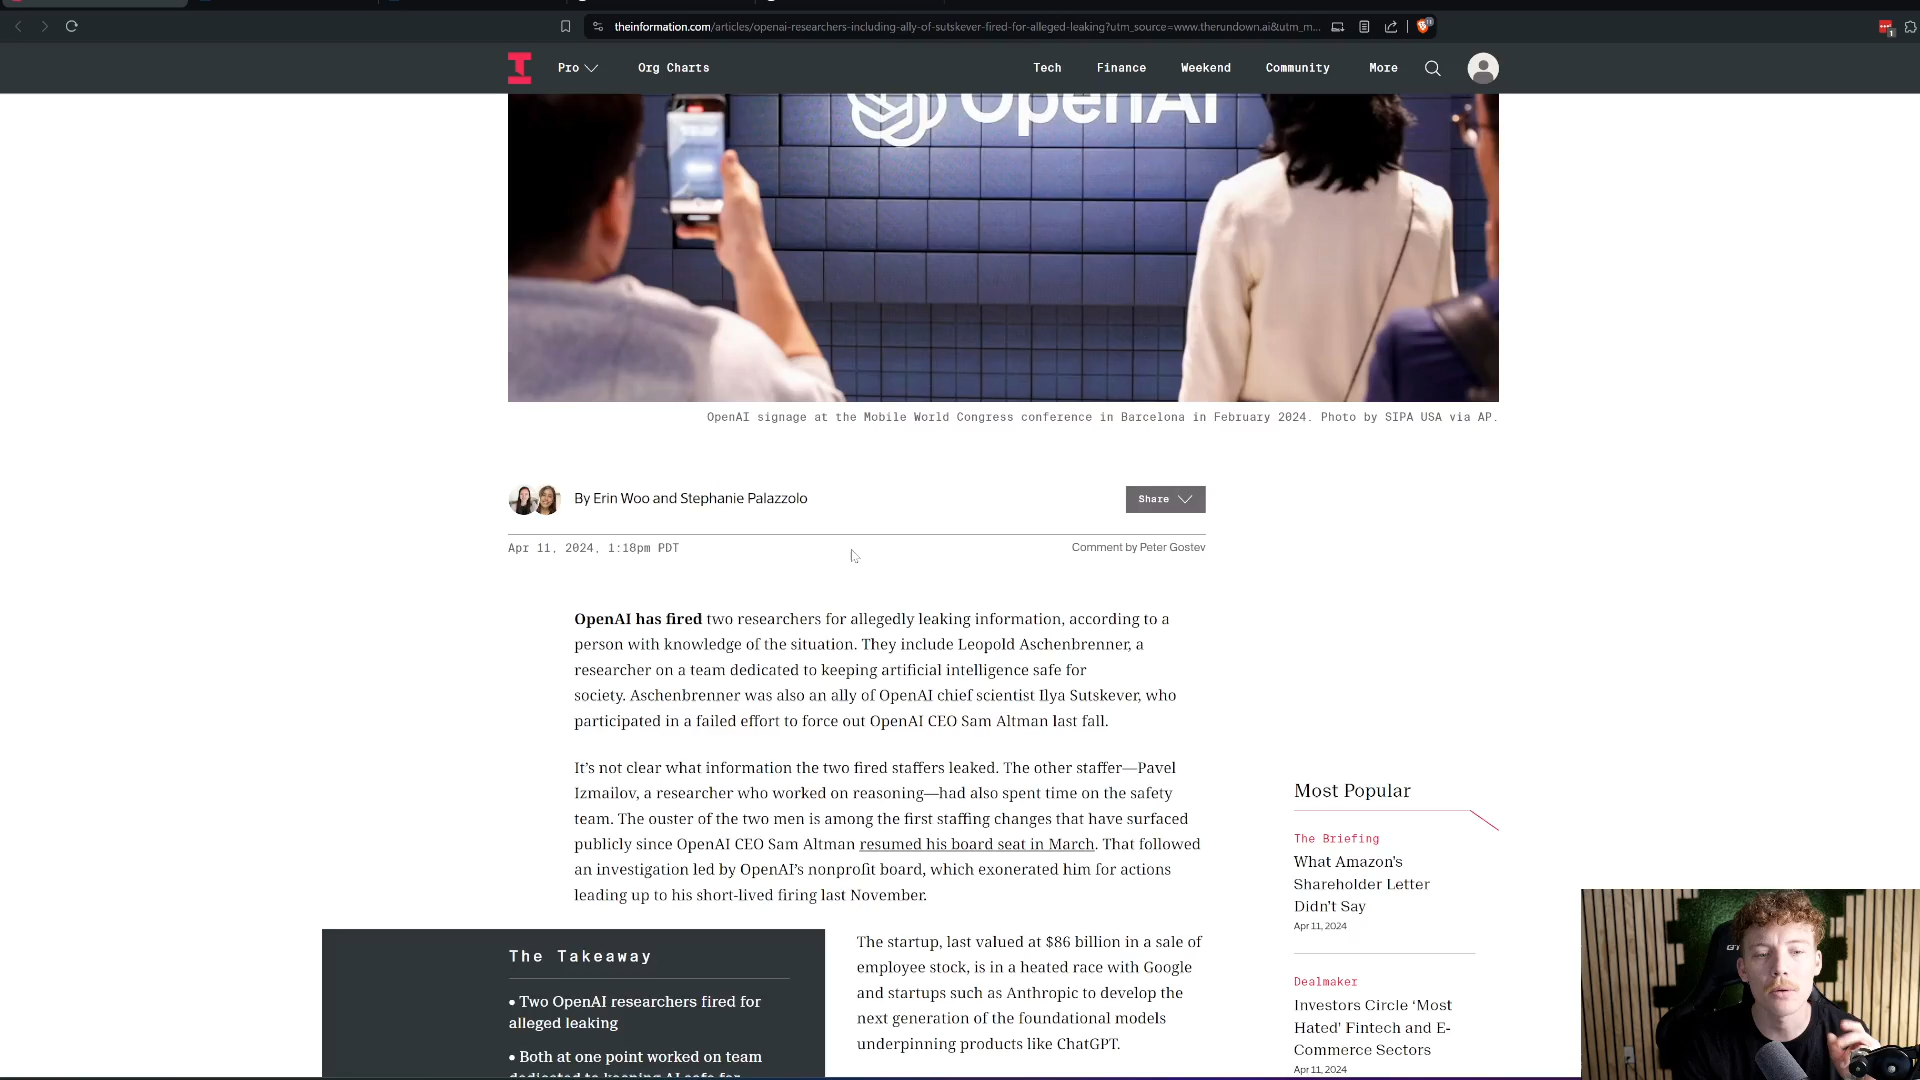 theinformation.com/articles/openai-researchers-including-ally-of-sutskever-fired-for-alleged-leaking?utm_source=www.therundown.ai&utm_m...
Pro
Org Charts
Tech
Finance
Weekend
Community
More
OpenAI
OpenAI signage at the Mobile World Congress conference in Barcelona in February 2024. Photo by SIPA USA via AP.
By Erin Woo and Stephanie Palazzolo
Share
Apr 11, 2024, 1:18pm PDT
Comment by Peter Gostev
OpenAI has fired two researchers for allegedly leaking information, according to a
person with knowledge of the situation. They include Leopold Aschenbrenner, a
researcher on a team dedicated to keeping artificial intelligence safe for
society. Aschenbrenner was also an ally of OpenAI chief scientist Ilya Sutskever, who
participated in a failed effort to force out OpenAI CEO Sam Altman last fall.
It's not clear what information the two fired staffers leaked. The other staffer—Pavel
Izmailov, a researcher who worked on reasoning—had also spent time on the safety
team. The ouster of the two men is among the first staffing changes that have surfaced
publicly since OpenAI CEO Sam Altman resumed his board seat in March. That followed
an investigation led by OpenAI's nonprofit board, which exonerated him for actions
leading up to his short-lived firing last November.
The Takeaway
• Two OpenAI researchers fired for
alleged leaking
• Both at one point worked on team
dedicated to keeping AI safe for
The startup, last valued at $86 billion in a sale of
employee stock, is in a heated race with Google
and startups such as Anthropic to develop the
next generation of the foundational models
underpinning products like ChatGPT.
Most Popular
The Briefing
What Amazon's
Shareholder Letter
Didn't Say
Apr 11, 2024
Dealmaker
Investors Circle 'Most
Hated' Fintech and E-
Commerce Sectors
Apr 11, 2024